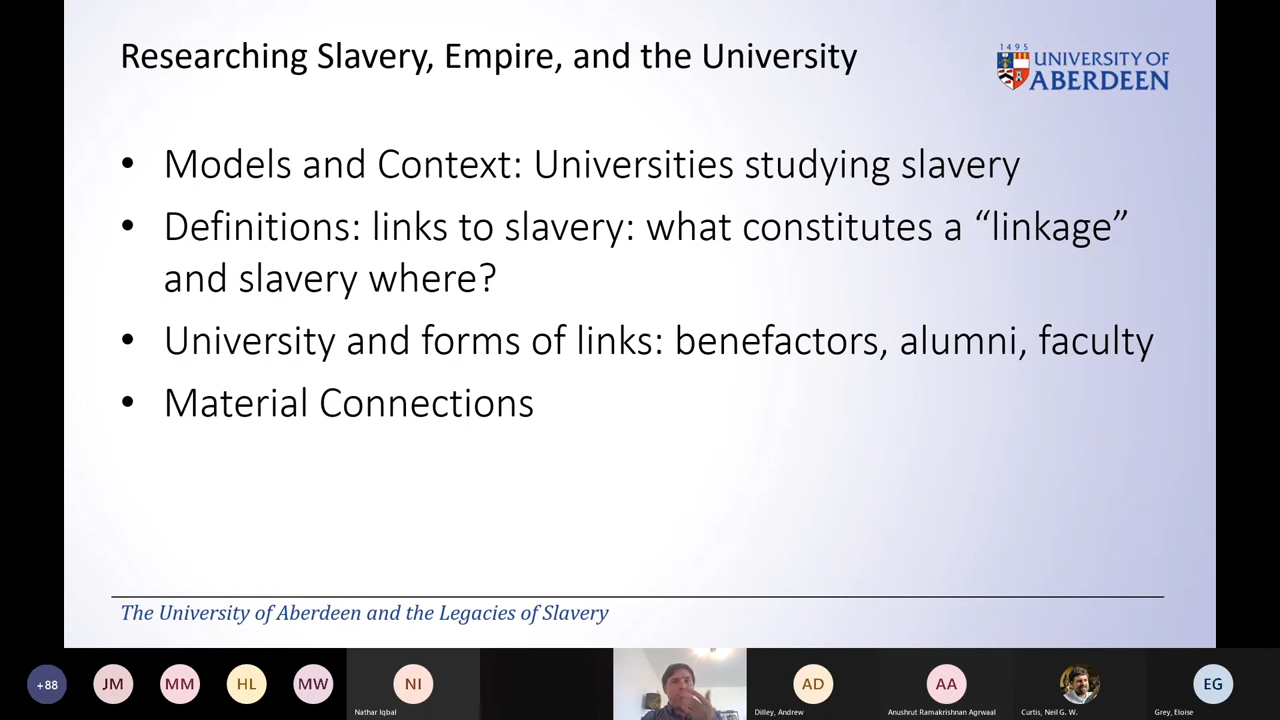 Researching Slavery, Empire, and the University
1495
UNIVERSITY OF
ABERDEEN
• Models and Context: Universities studying slavery
• Definitions: links to slavery: what constitutes a “linkage”
and slavery where?
• University and forms of links: benefactors, alumni, faculty
• Material Connections
The University of Aberdeen and the Legacies of Slavery
+88
JM
MM
HL
MW
NI
Nathar Iqbal
AD
Dilley, Andrew
AA
Anushrut Ramakrishnan Agrwaal
Curtis, Neil G. W.
EG
Grey, Eloise